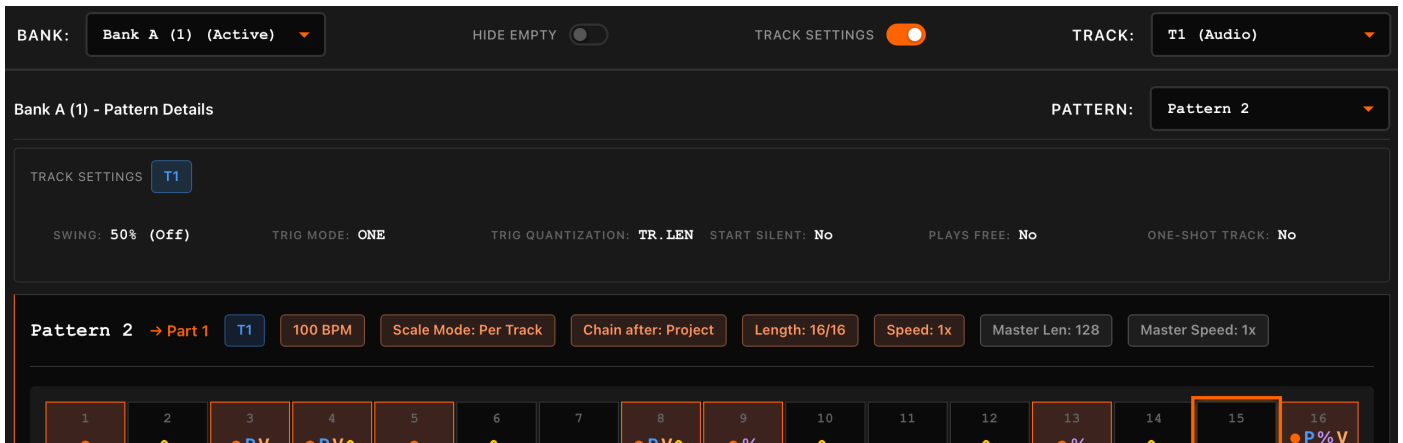 BANK: Bank A (1) (Active) HIDE EMPTY TRACK SETTINGS TRACK: T1 (Audio)
Bank A (1) - Pattern Details PATTERN: Pattern 2
TRACK SETTINGS T1
SWING: 50% (Off) TRIG MODE: ONE TRIG QUANTIZATION: TR.LEN START SILENT: No PLAYS FREE: No ONE-SHOT TRACK: No
Pattern 2 → Part 1 T1 100 BPM Scale Mode: Per Track Chain after: Project Length: 16/16 Speed: 1x Master Len: 128 Master Speed: 1x
1 2 3 4 5 6 7 8 9 10 11 12 13 14 15 16
P V P V P V % % P % V